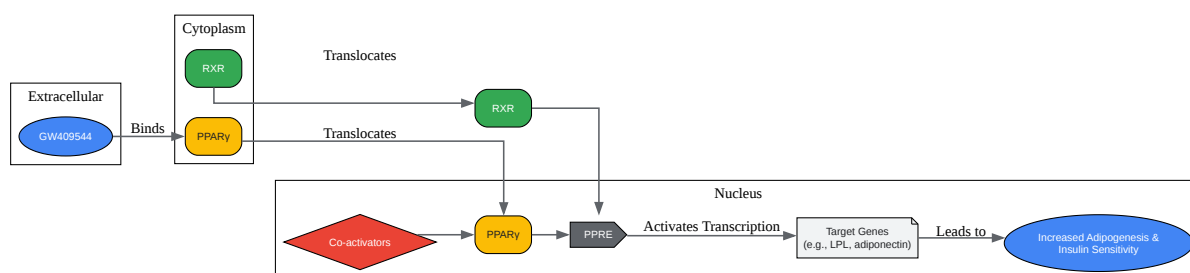 Cytoplasm
Translocates
RXR
Extracellular
RXR
GW409544
Binds
PPARγ
Translocates
Nucleus
Co-activators
PPARγ
PPRE
Activates Transcription
Target Genes
(e.g., LPL, adiponectin)
Leads to
Increased Adipogenesis &
Insulin Sensitivity